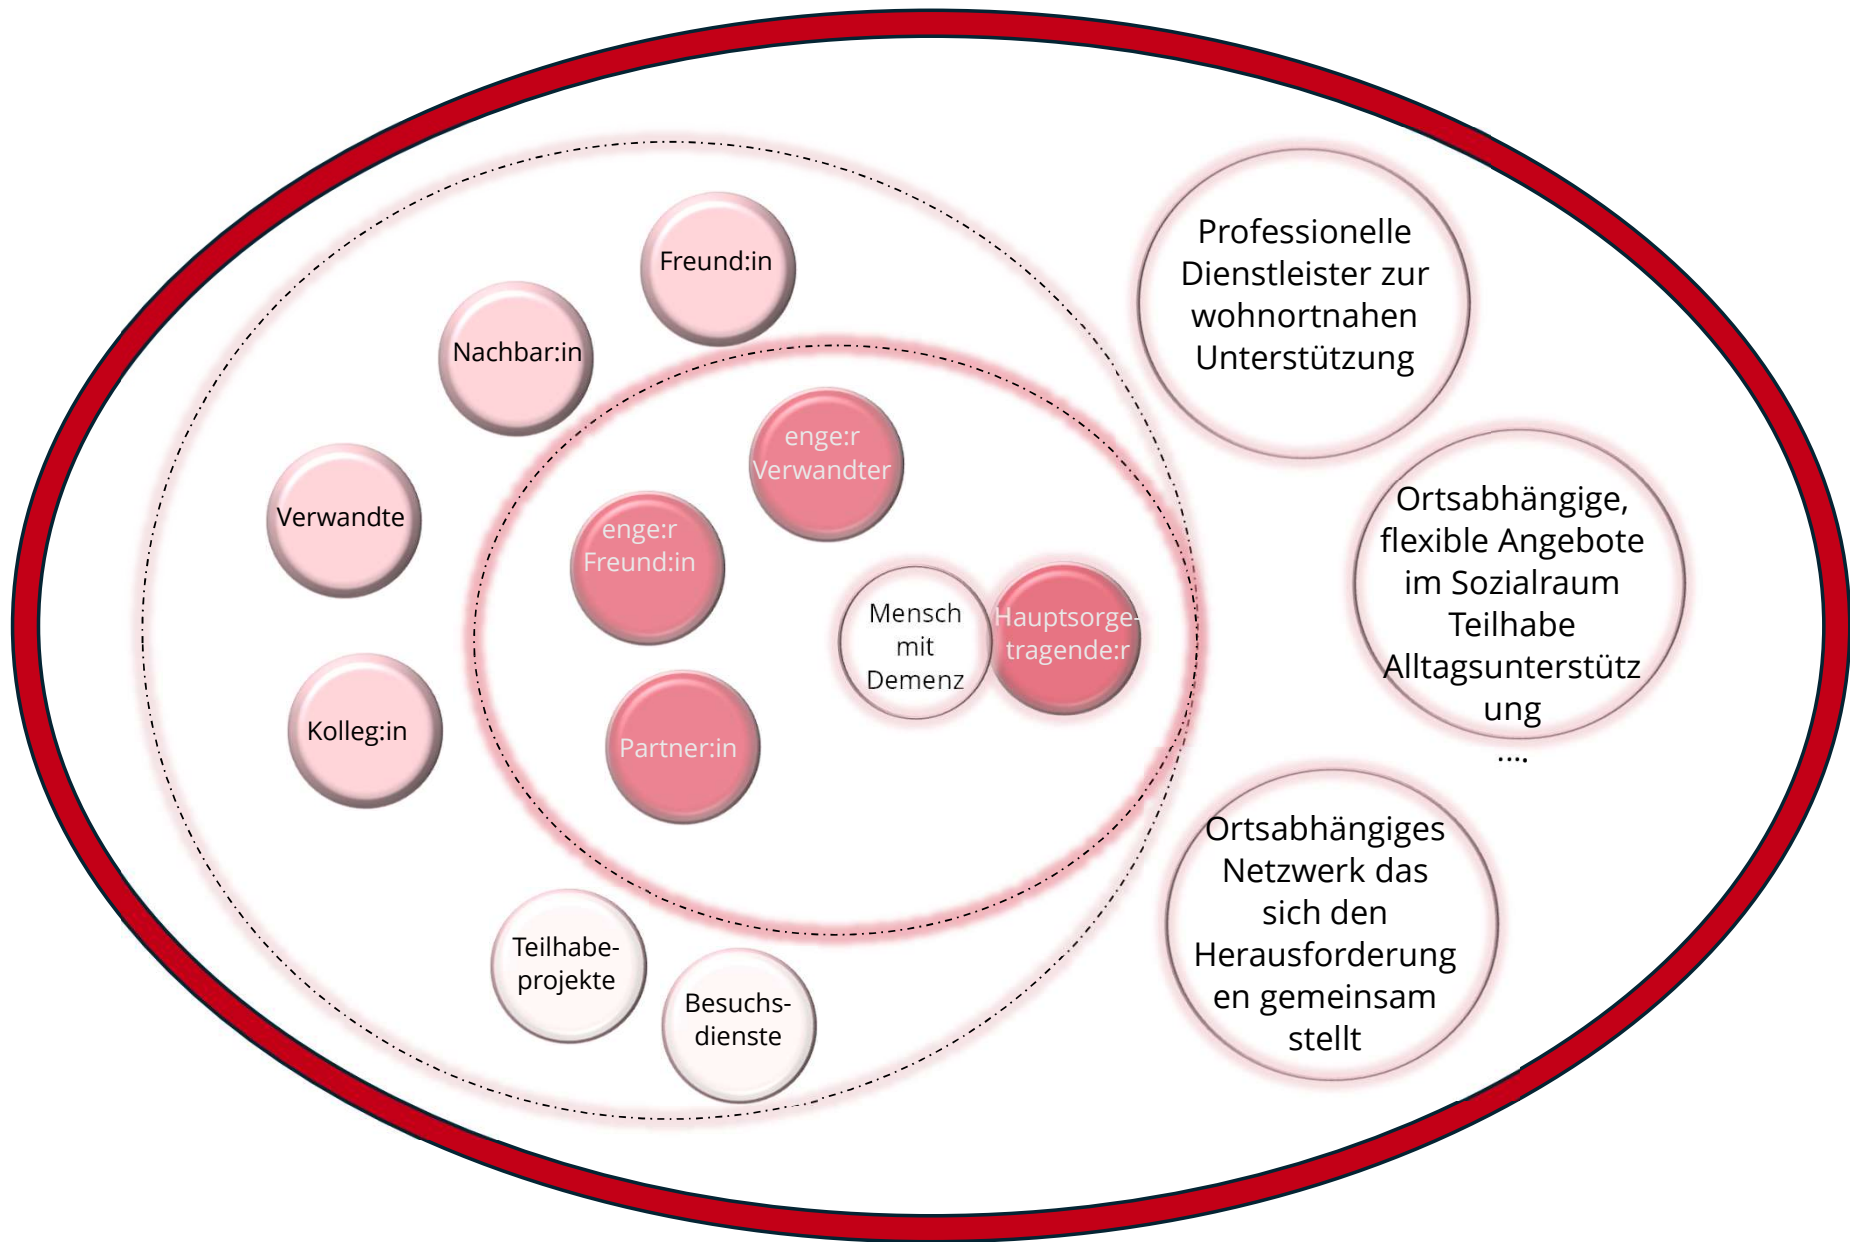 Freund:in
Nachbar:in
Verwandte
Kolleg:in
Teilhabe-
projekte
Besuchs-
dienste
enge:r
Verwandter
enge:r
Freund:in
Partner:in
Mensch
mit
Demenz
Hauptsorge-
tragende:r
Professionelle
Dienstleister zur
wohnortnahen
Unterstützung
Ortsabhängige,
flexible Angebote
im Sozialraum
Teilhabe
Alltagsunterstütz
ung
....
Ortsabhängiges
Netzwerk das
sich den
Herausforderung
en gemeinsam
stellt